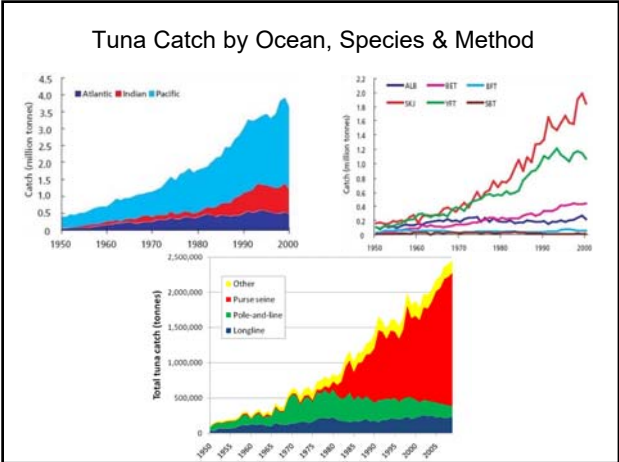 Tuna Catch by Ocean, Species & Method
4.5
4.0
3.5
3.0
2.5
2.0
1.5
1.0
0.5
0
Catch (million tonnes)
Atlantic Indian Pacific
1950 1960 1970 1980 1990 2000
2.2
2.0
1.8
1.6
1.4
1.2
1.0
0.8
0.6
0.4
0.2
0
Catch (million tonnes)
ALB BET BFT
SKJ YFT SBT
1950 1960 1970 1980 1990 2000
2,500,000
2,000,000
1,500,000
1,000,000
500,000
0
Total tuna catch (tonnes)
Other
Purse seine
Pole-and-line
Longline
1950 1955 1960 1965 1970 1975 1980 1985 1990 1995 2000 2005